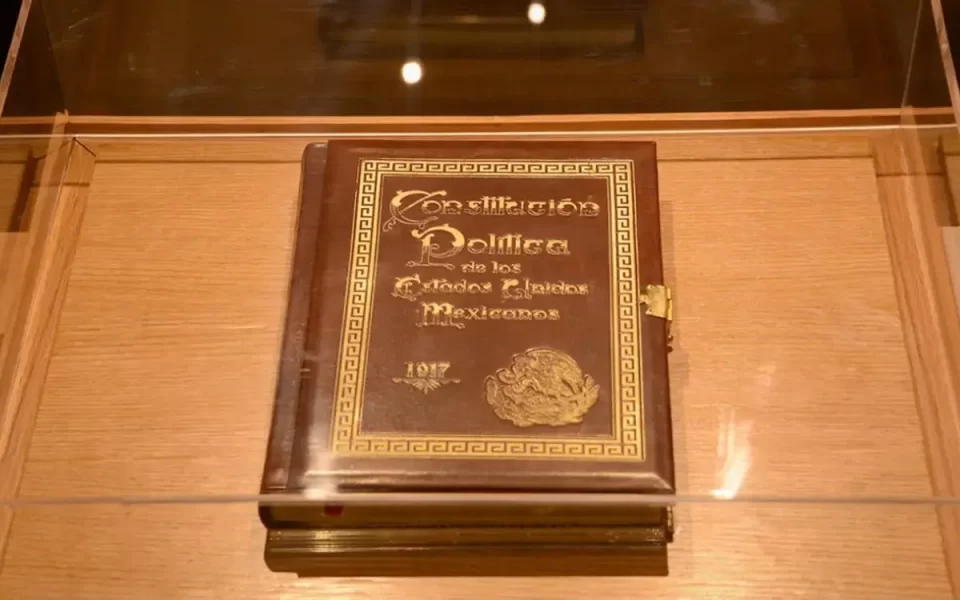 Constitución
Política
de los
Estados Unidos
Mexicanos
1917